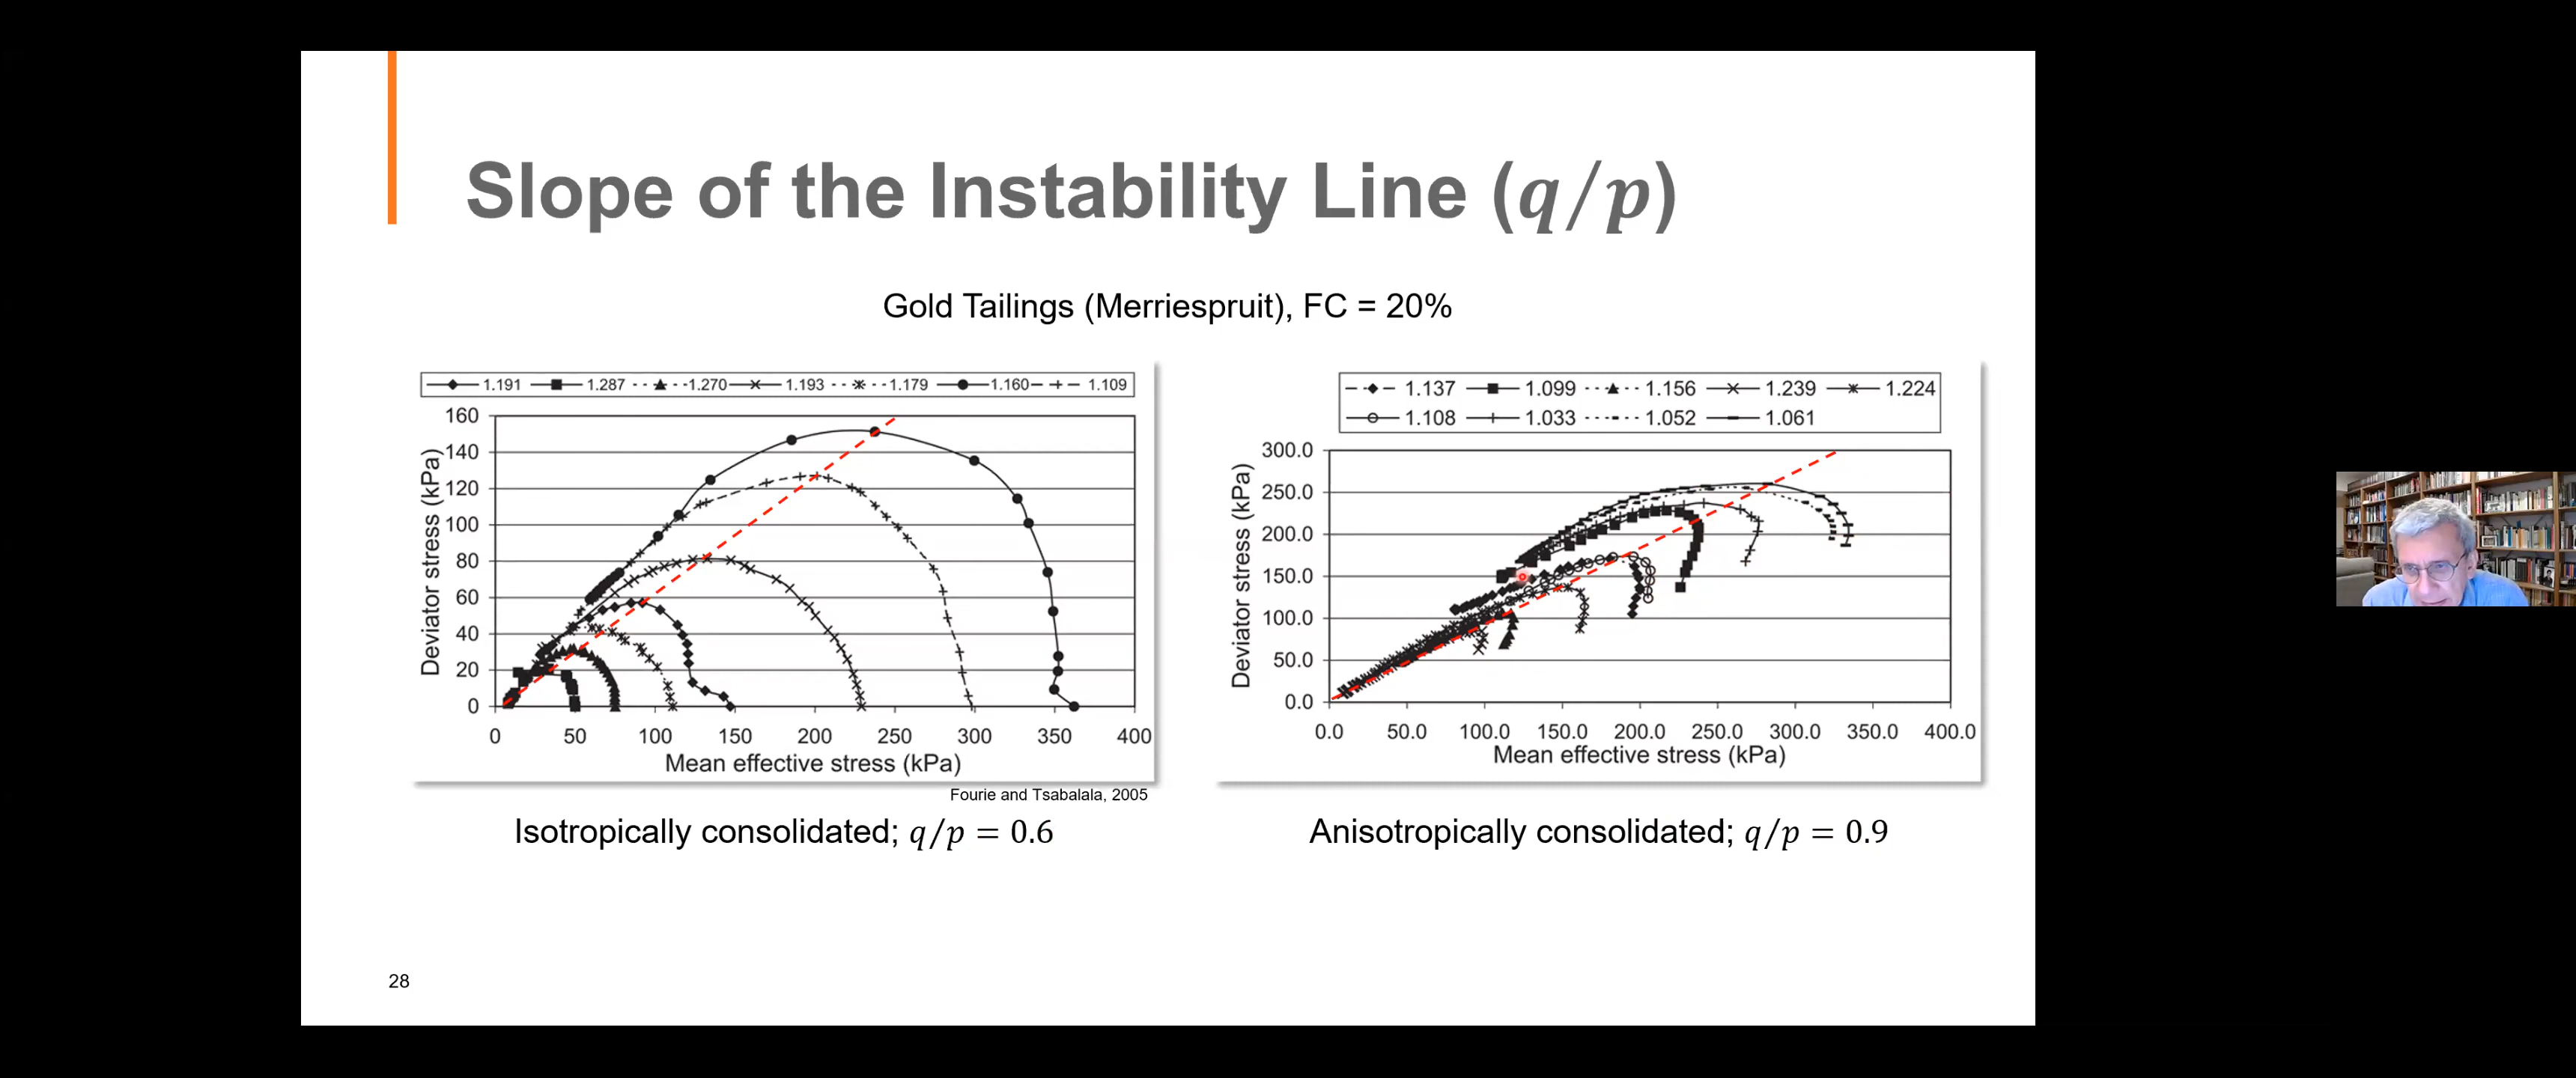 Slope of the Instability Line (q/p)
Gold Tailings (Merriespruit), FC = 20%
1.191 1.287 1.270 1.193 1.179 1.160 1.109
160
140
120
100
80
60
40
20
0
Deviator stress (kPa)
0 50 100 150 200 250 300 350 400
Mean effective stress (kPa)
Fourie and Tsabalala, 2005
Isotropically consolidated; q/p = 0.6
1.137 1.099 1.156 1.239 1.224
1.108 1.033 1.052 1.061
300.0
250.0
200.0
150.0
100.0
50.0
0.0
Deviator stress (kPa)
0.0 50.0 100.0 150.0 200.0 250.0 300.0 350.0 400.0
Mean effective stress (kPa)
Anisotropically consolidated; q/p = 0.9
28